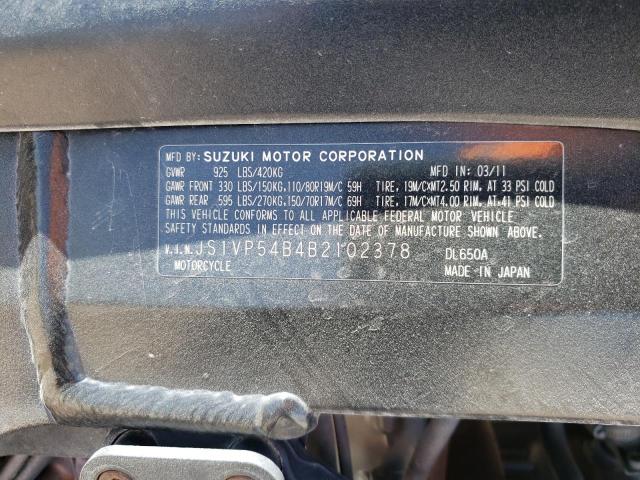 MFD BY: SUZUKI MOTOR CORPORATION
GVWR 925 LBS/420KG MFD IN: 03/11
GAWR FRONT 330 LBS/150KG,110/80R19M/C 59H TIRE, 19M/CXMT2.50 RIM, AT 33 PSI COLD
GAWR REAR 595 LBS/270KG,150/70R17M/C 69H TIRE, 17M/CXMT4.00 RIM, AT 41 PSI COLD
THIS VEHICLE CONFORMS TO ALL APPLICABLE FEDERAL MOTOR VEHICLE
SAFETY STANDARDS IN EFFECT ON THE DATE OF MANUFACTURE SHOWN ABOVE.
V.I.N. JS1VP54B4B2102378 DL650A
MOTORCYCLE MADE IN JAPAN